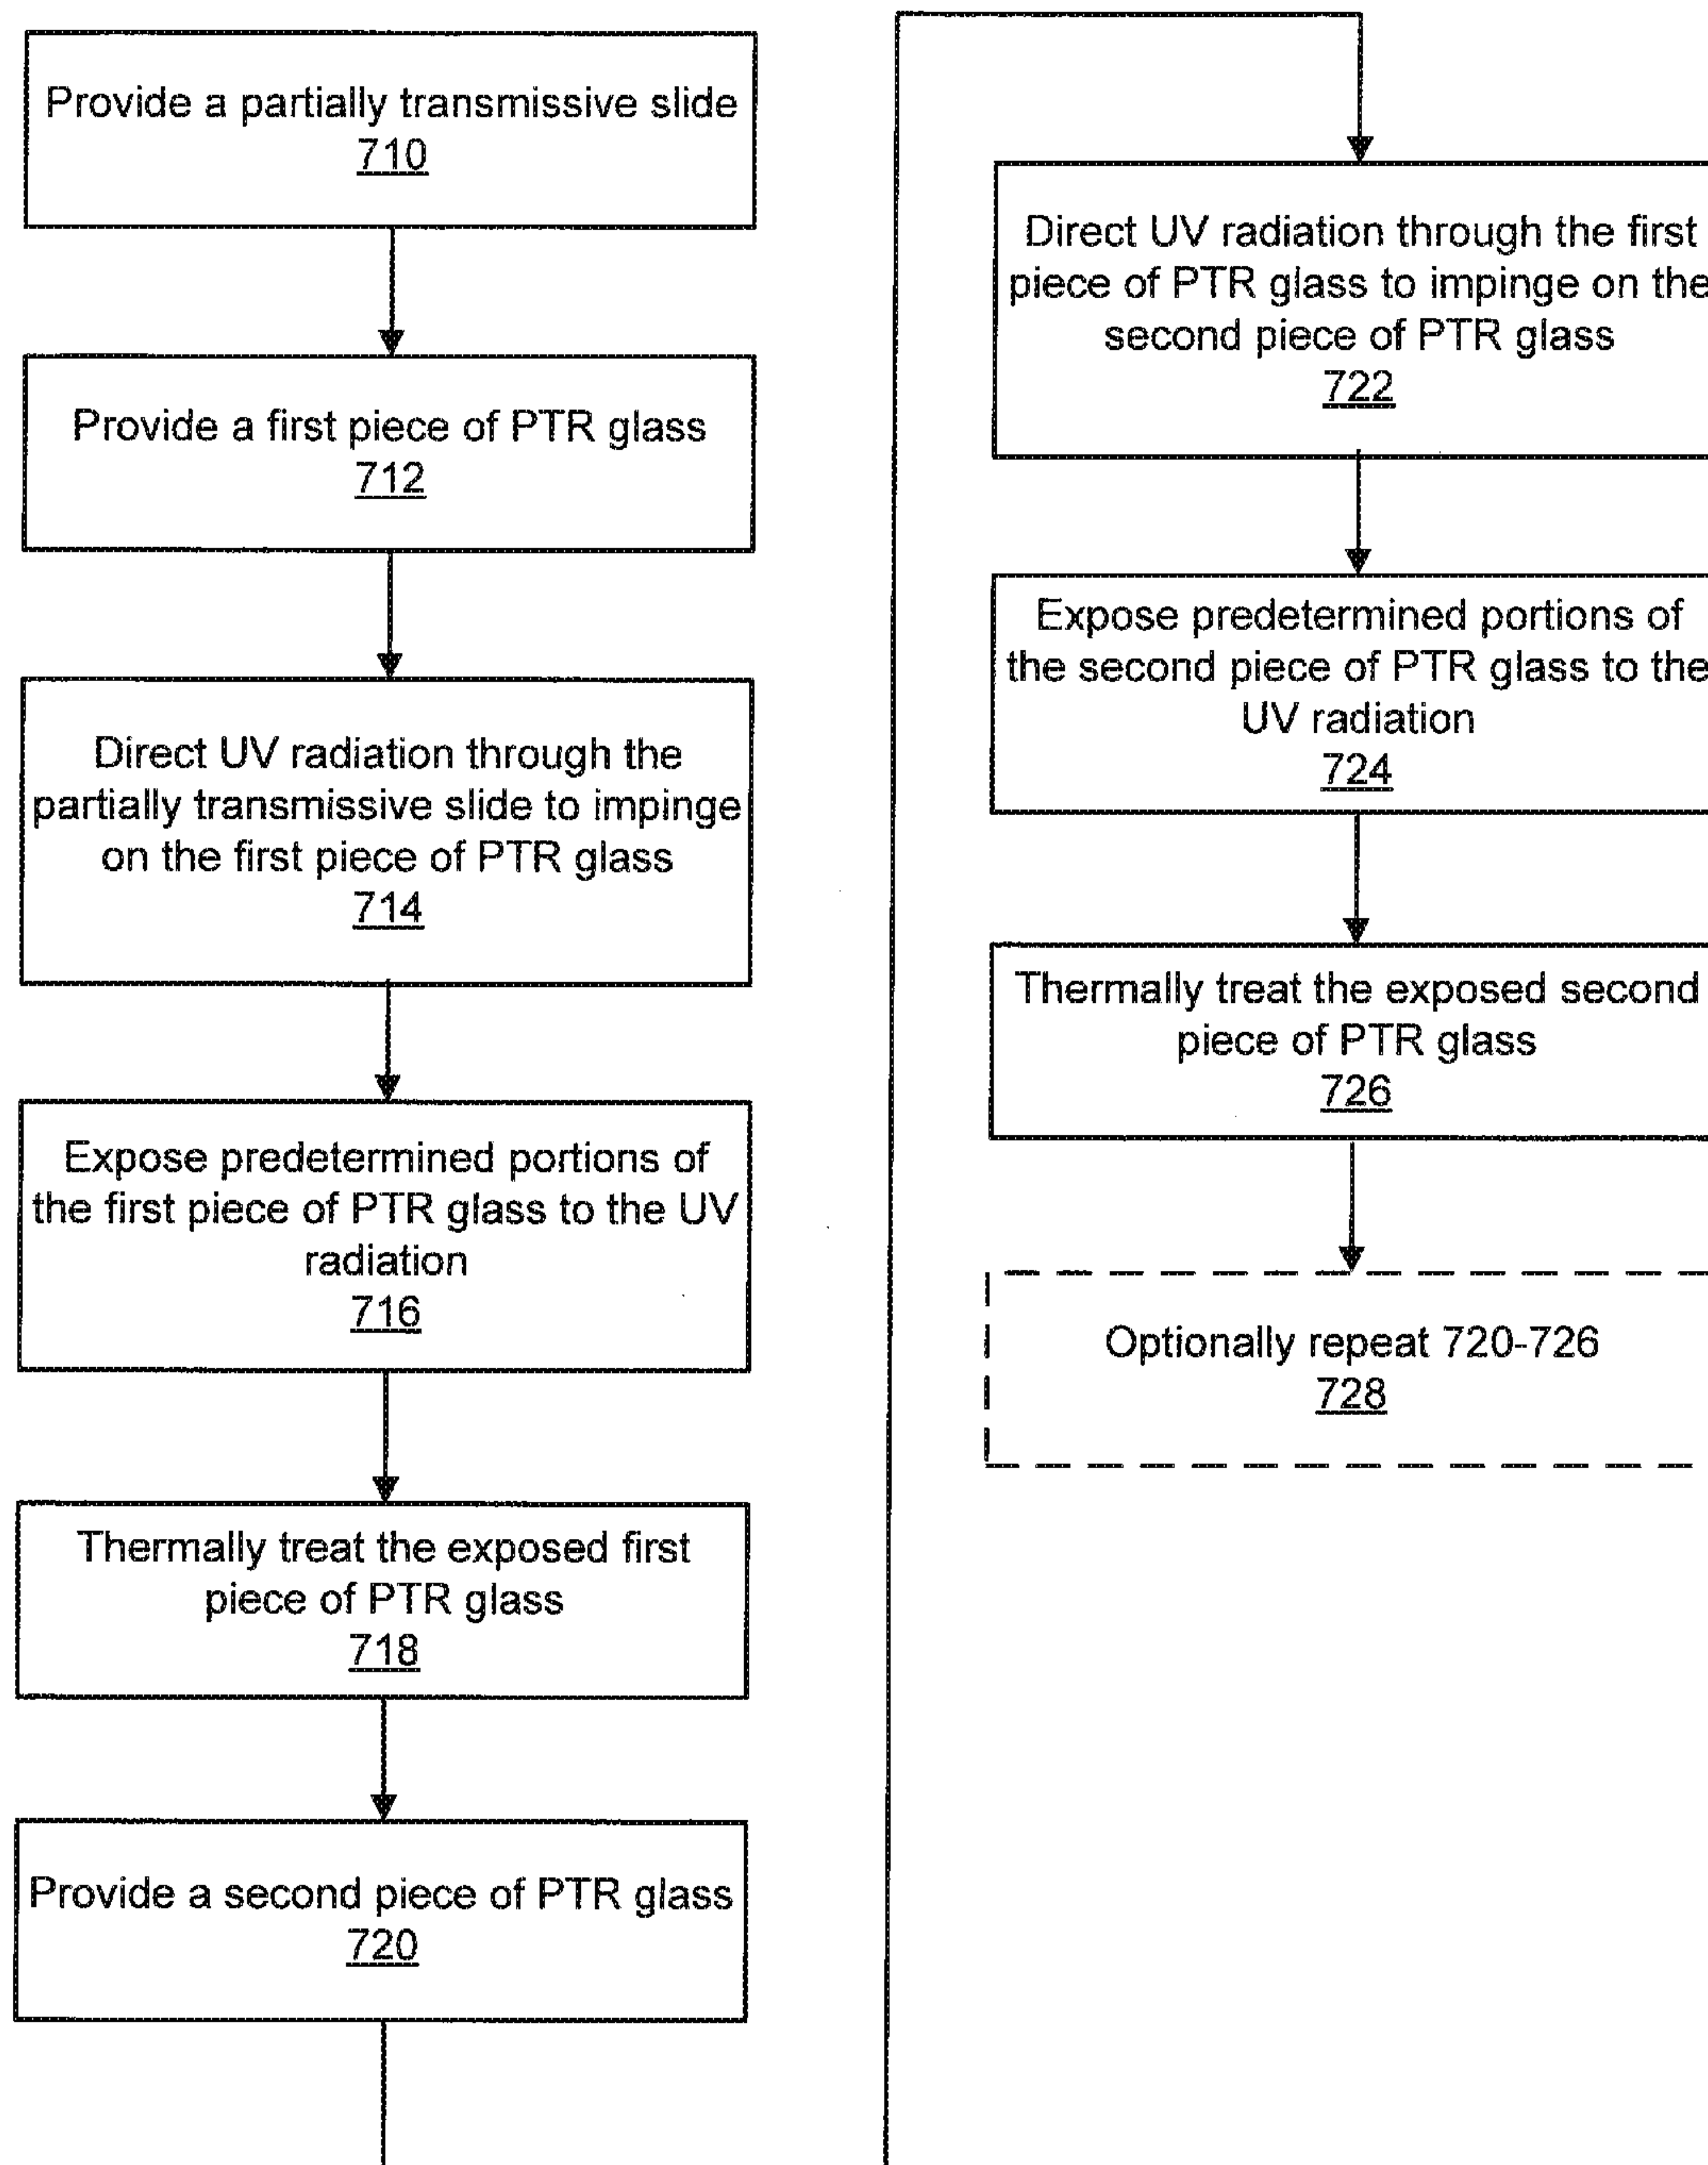 Provide a partially transmissive slide
710
Provide a first piece of PTR glass
712
Direct UV radiation through the
partially transmissive slide to impinge
on the first piece of PTR glass
714
Expose predetermined portions of
the first piece of PTR glass to the UV
radiation
716
Thermally treat the exposed first
piece of PTR glass
718
Provide a second piece of PTR glass
720
Direct UV radiation through the first
piece of PTR glass to impinge on the
second piece of PTR glass
722
Expose predetermined portions of
the second piece of PTR glass to the
UV radiation
724
Thermally treat the exposed second
piece of PTR glass
726
Optionally repeat 720-726
728